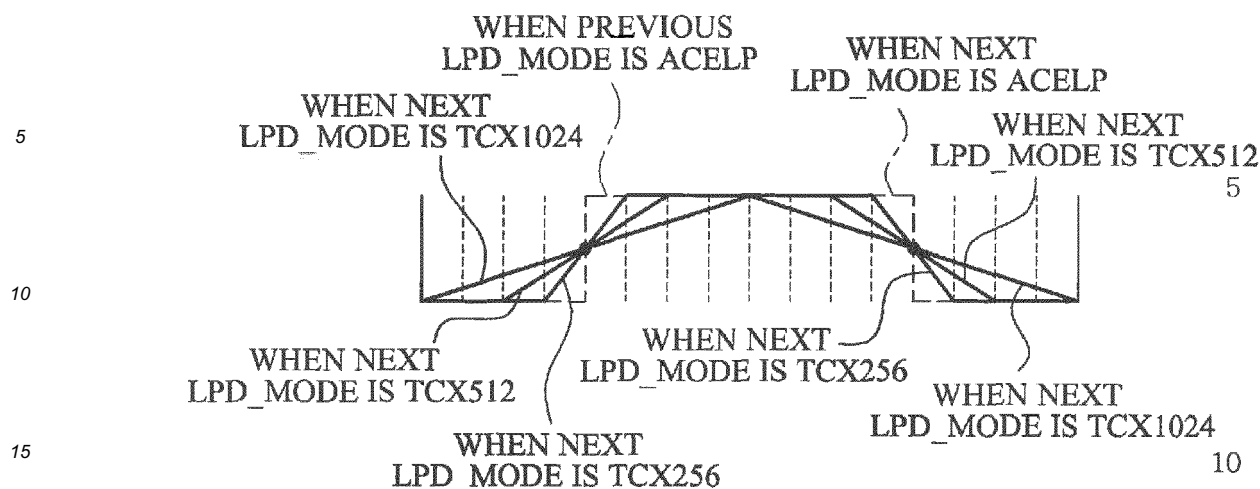 WHEN PREVIOUS
LPD_MODE IS ACELP
WHEN NEXT
LPD_MODE IS ACELP
WHEN NEXT
LPD_MODE IS TCX1024
WHEN NEXT
LPD_MODE IS TCX512
5
5
10
WHEN NEXT
LPD_MODE IS TCX512
WHEN NEXT
LPD_MODE IS TCX256
WHEN NEXT
LPD_MODE IS TCX1024
WHEN NEXT
LPD_MODE IS TCX256
15
10